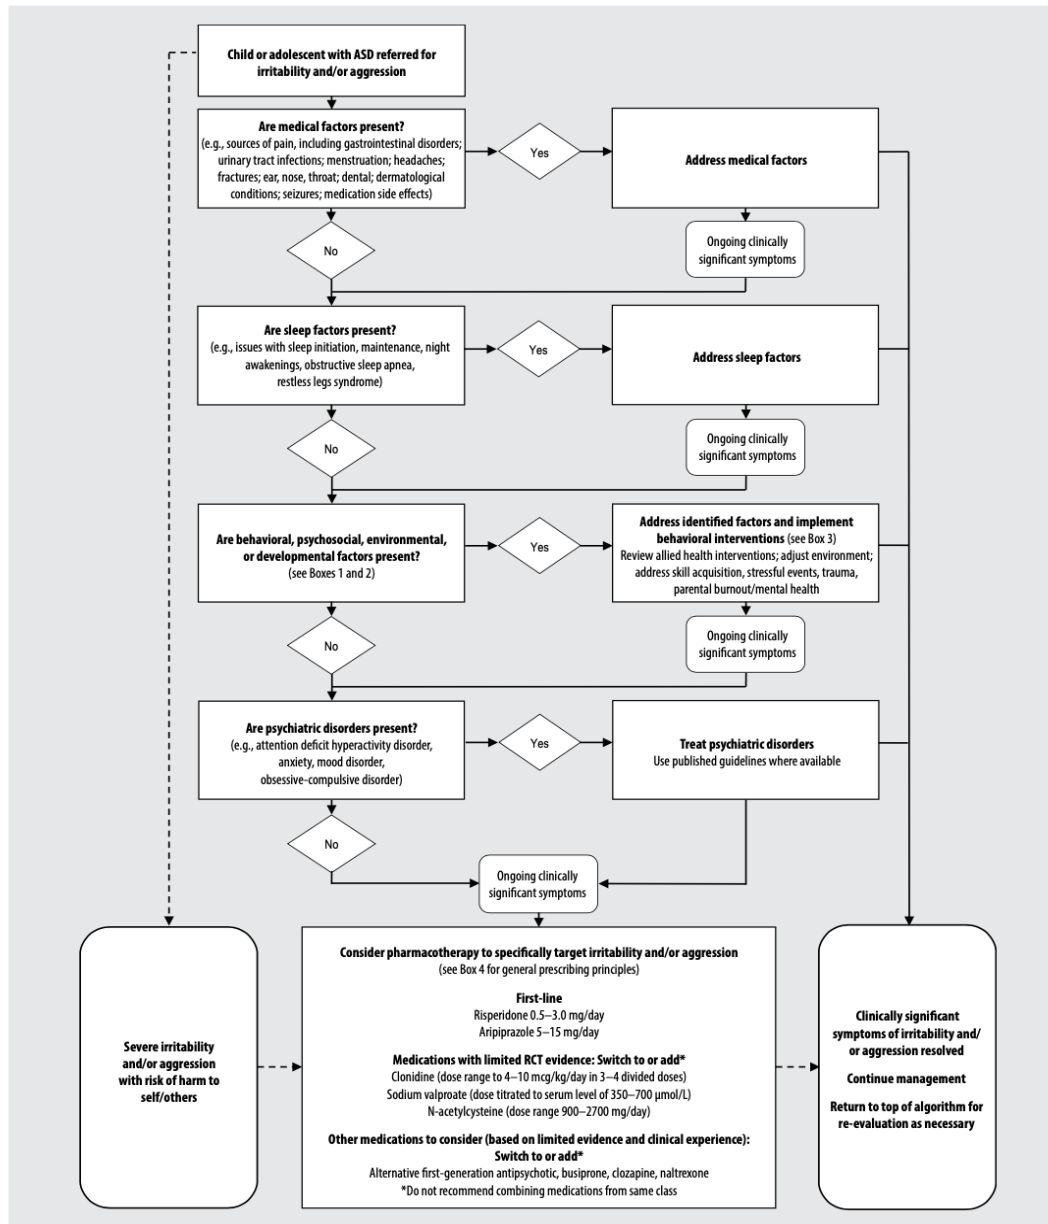 Child or adolescent with ASD referred for
irritability and/or aggression
Are medical factors present?
(e.g., sources of pain, including gastrointestinal disorders;
urinary tract infections; menstruation; headaches;
fractures; ear, nose, throat; dental; dermatological
conditions; seizures; medication side effects)
Yes
Address medical factors
No
Ongoing clinically
significant symptoms
Are sleep factors present?
(e.g., issues with sleep initiation, maintenance, night
awakenings, obstructive sleep apnea,
restless legs syndrome)
Yes
Address sleep factors
No
Ongoing clinically
significant symptoms
Are behavioral, psychosocial, environmental,
or developmental factors present?
(see Boxes 1 and 2)
Yes
Address identified factors and implement
behavioral interventions (see Box 3)
Review allied health interventions; adjust environment;
address skill acquisition, stressful events, trauma,
parental burnout/mental health
No
Ongoing clinically
significant symptoms
Are psychiatric disorders present?
(e.g., attention deficit hyperactivity disorder,
anxiety, mood disorder,
obsessive-compulsive disorder)
Yes
Treat psychiatric disorders
Use published guidelines where available
No
Ongoing clinically
significant symptoms
Severe irritability
and/or aggression
with risk of harm to
self/others
Consider pharmacotherapy to specifically target irritability and/or aggression
(see Box 4 for general prescribing principles)
First-line
Risperidone 0.5–3.0 mg/day
Aripiprazole 5–15 mg/day
Medications with limited RCT evidence: Switch to or add*
Clonidine (dose range to 4–10 mcg/kg/day in 3–4 divided doses)
Sodium valproate (dose titrated to serum level of 350–700 µmol/L)
N-acetylcysteine (dose range 900–2700 mg/day)
Other medications to consider (based on limited evidence and clinical experience):
Switch to or add*
Alternative first-generation antipsychotic, busiprone, clozapine, naltrexone
*Do not recommend combining medications from same class
Clinically significant
symptoms of irritability and/
or aggression resolved
Continue management
Return to top of algorithm for
re-evaluation as necessary